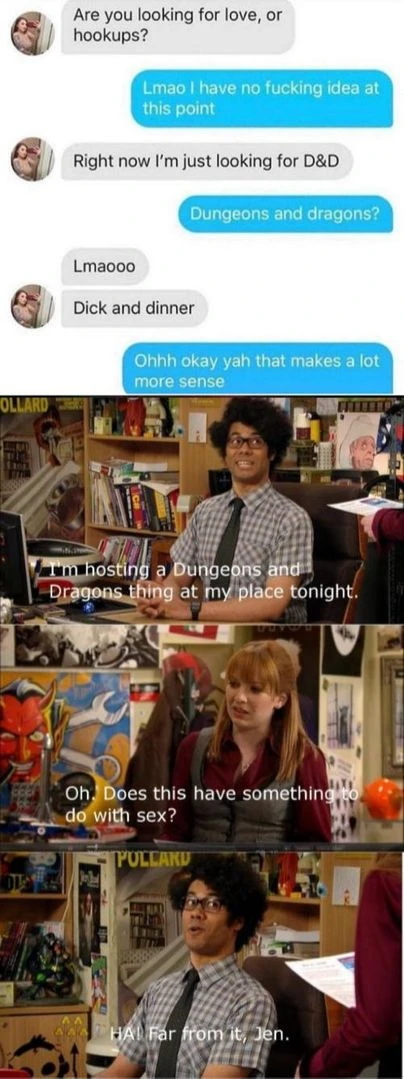 Are you looking for love, or
hookups?
Lmao I have no fucking idea at
this point
Right now I'm just looking for D&D
Dungeons and dragons?
Lmaooo
Dick and dinner
Ohhh okay yah that makes a lot
more sense
OLLARD
I'm hosting a Dungeons and
Dragons thing at my place tonight.
Oh. Does this have something to
do with sex?
POLLARD
HA! Far from it, Jen.